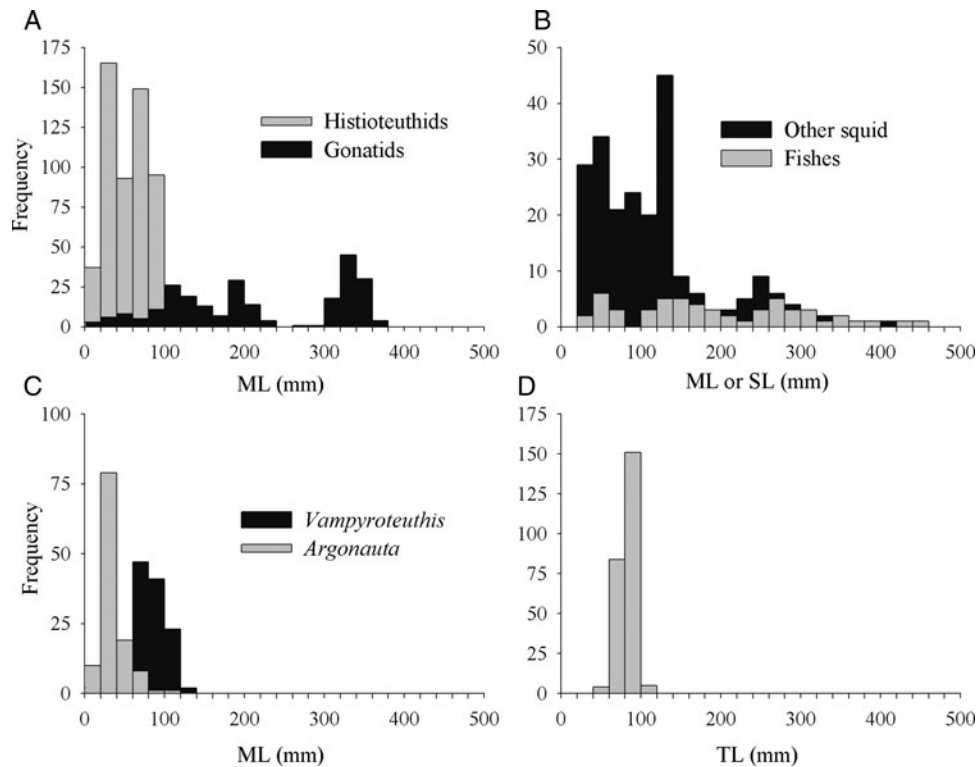 A
175
150
125
100
75
50
25
0
Frequency
Histioteuthids
Gonatids
0 100 200 300 400 500
ML (mm)
B
50
40
30
20
10
0
Other squid
Fishes
0 100 200 300 400 500
ML or SL (mm)
C
100
75
50
25
0
Frequency
Vampyroteuthis
Argonauta
0 100 200 300 400 500
ML (mm)
D
175
150
125
100
75
50
25
0
0 100 200 300 400 500
TL (mm)